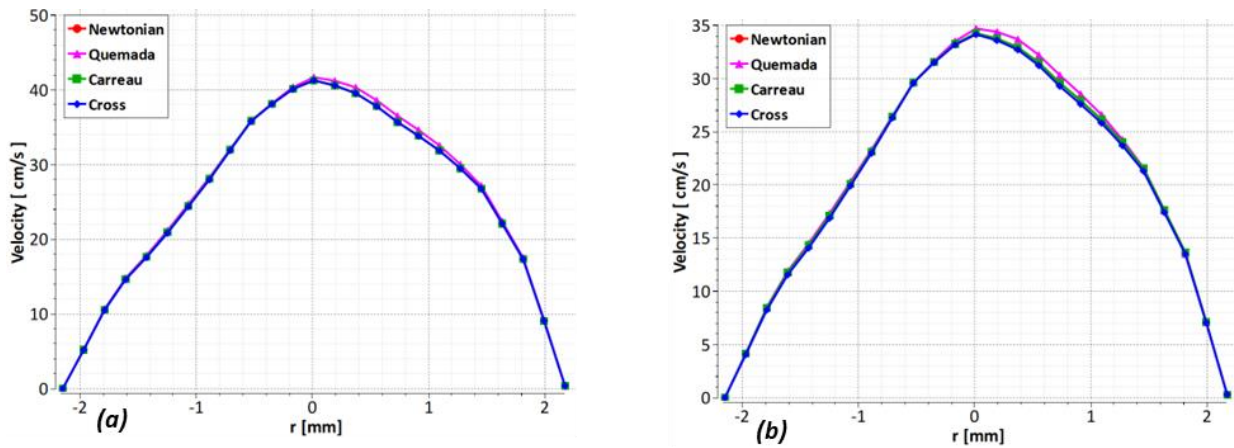 50
40
30
20
10
0
Velocity [ cm/s ]
Newtonian
Quemada
Carreau
Cross
-2
-1
0
1
2
r [mm]
(a)
35
30
25
20
15
10
5
0
Velocity [ cm/s ]
Newtonian
Quemada
Carreau
Cross
-2
-1
0
1
2
r [mm]
(b)